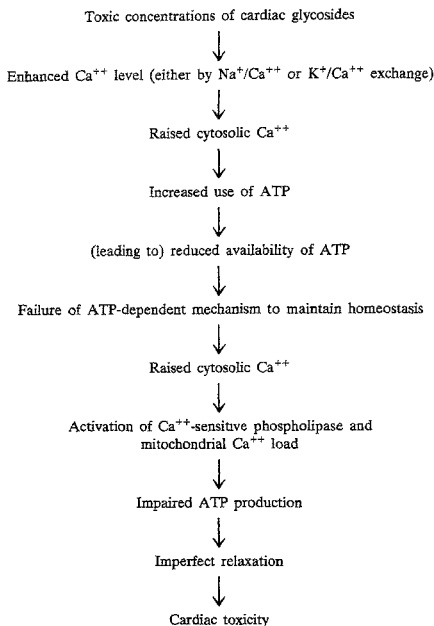 Toxic concentrations of cardiac glycosides
Enhanced Ca⁺⁺ level (either by Na⁺/Ca⁺⁺ or K⁺/Ca⁺⁺ exchange)
Raised cytosolic Ca⁺⁺
Increased use of ATP
(leading to) reduced availability of ATP
Failure of ATP-dependent mechanism to maintain homeostasis
Raised cytosolic Ca⁺⁺
Activation of Ca⁺⁺-sensitive phospholipase and
mitochondrial Ca⁺⁺ load
Impaired ATP production
Imperfect relaxation
Cardiac toxicity